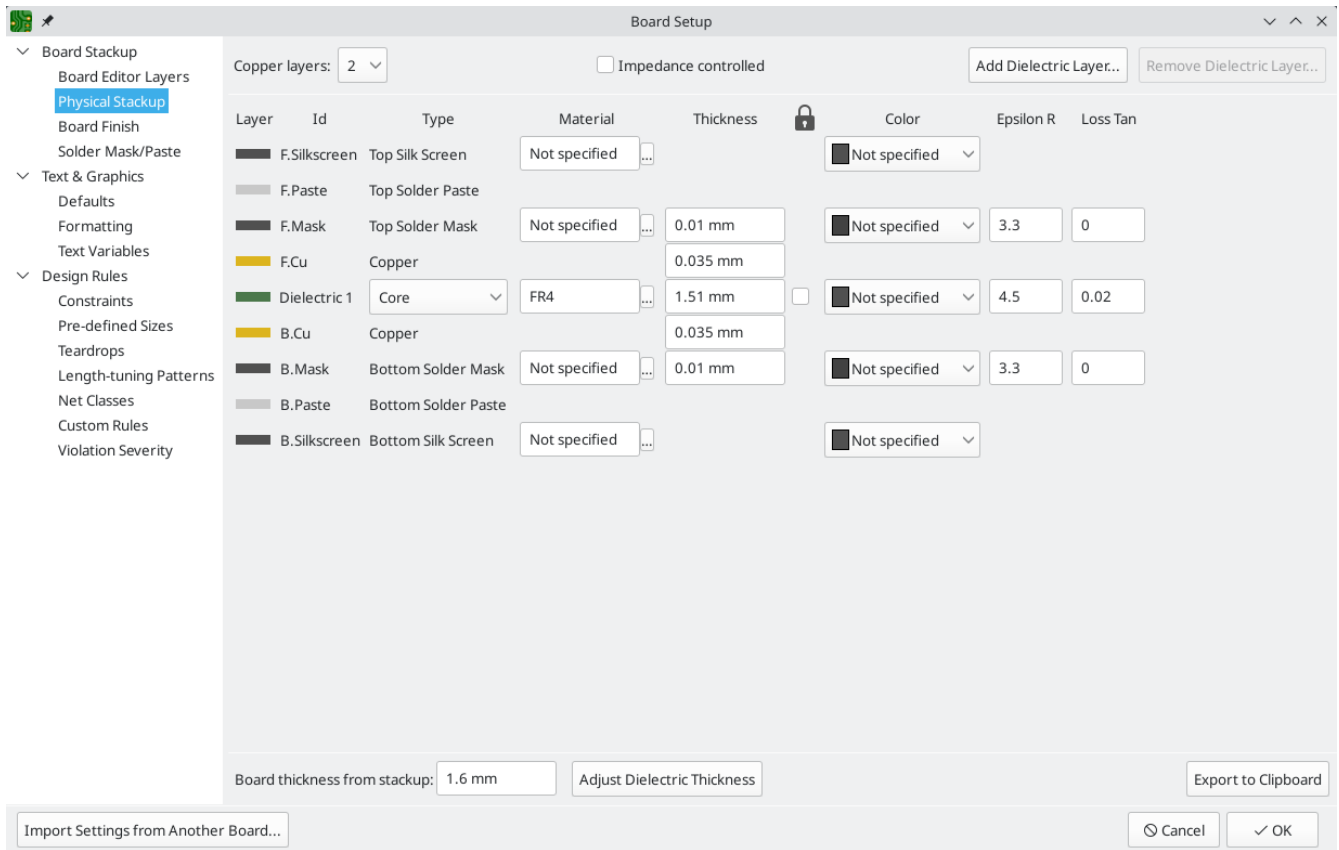 Board Setup
Board Stackup
Board Editor Layers
Physical Stackup
Board Finish
Solder Mask/Paste
Text & Graphics
Defaults
Formatting
Text Variables
Design Rules
Constraints
Pre-defined Sizes
Teardrops
Length-tuning Patterns
Net Classes
Custom Rules
Violation Severity
Copper layers: 2 Impedance controlled Add Dielectric Layer... Remove Dielectric Layer...
Layer Id Type Material Thickness Color Epsilon R Loss Tan
F.Silkscreen Top Silk Screen Not specified ... Not specified
F.Paste Top Solder Paste
F.Mask Top Solder Mask Not specified ... 0.01 mm Not specified 3.3 0
F.Cu Copper 0.035 mm
Dielectric 1 Core FR4 ... 1.51 mm Not specified 4.5 0.02
B.Cu Copper 0.035 mm
B.Mask Bottom Solder Mask Not specified ... 0.01 mm Not specified 3.3 0
B.Paste Bottom Solder Paste
B.Silkscreen Bottom Silk Screen Not specified ... Not specified
Board thickness from stackup: 1.6 mm Adjust Dielectric Thickness Export to Clipboard
Import Settings from Another Board... Cancel OK